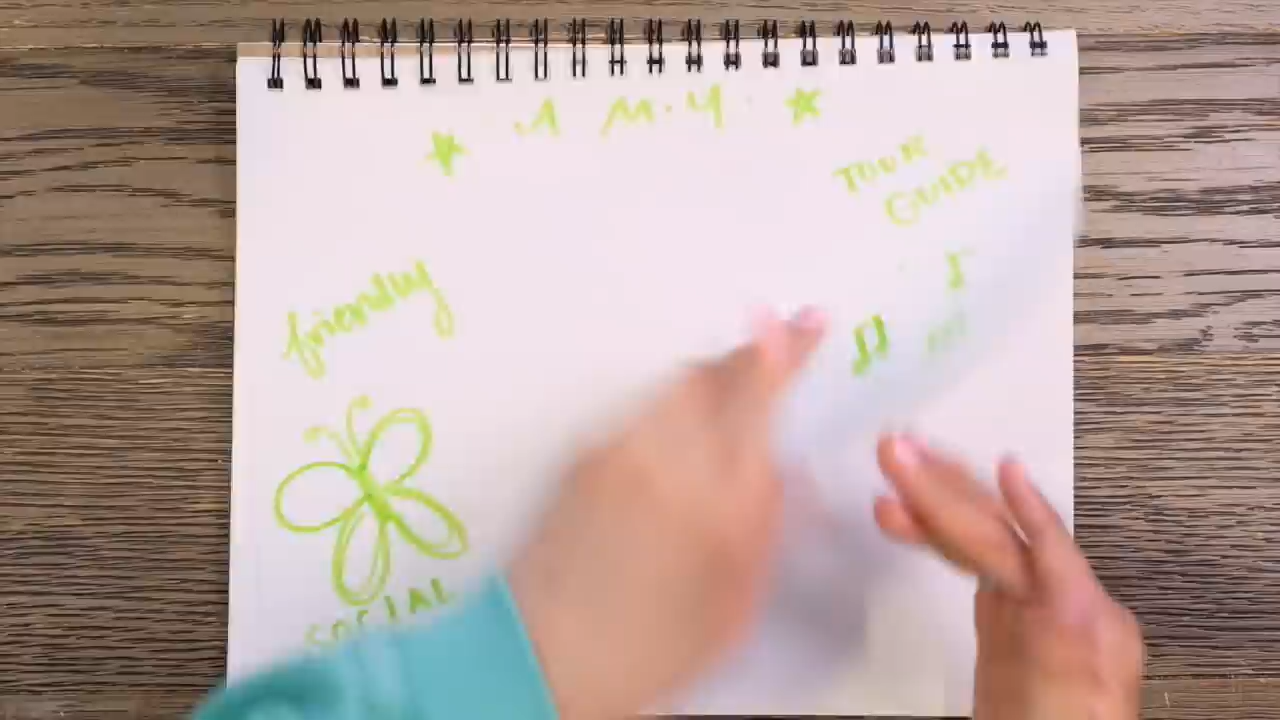 A M.Y.
TOUR
GUIDE
friendly
SOCIAL